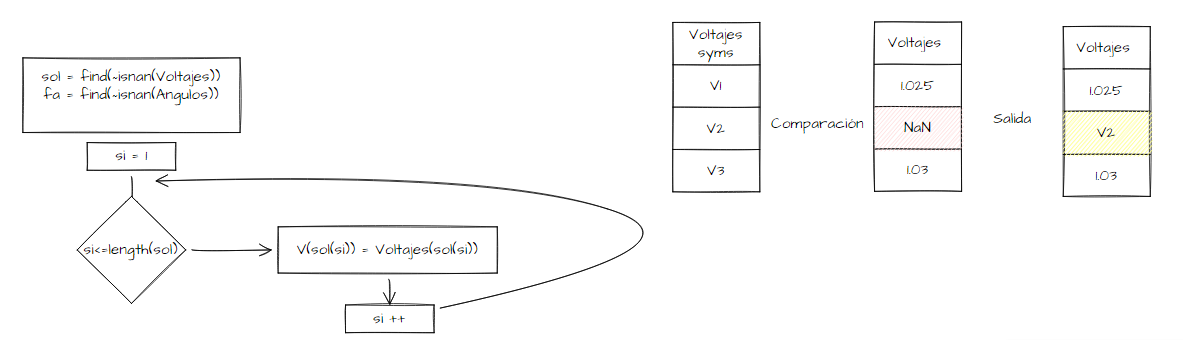 sol = find(~isnan(Voltajes))
fa = find(~isnan(Angulos))
si = 1
si<=length(sol)
V(sol(si)) = Voltajes(sol(si))
si ++
Voltajes
syms
V1
V2
V3
Comparación
Voltajes
1.025
NaN
1.03
Salida
Voltajes
1.025
V2
1.03